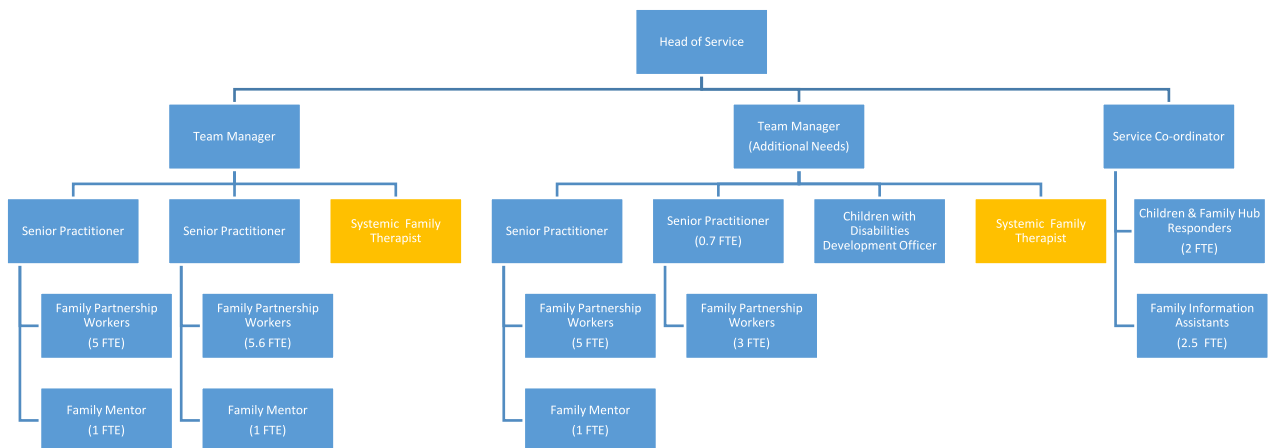 Head of Service
Team Manager
Team Manager
(Additional Needs)
Service Co-ordinator
Senior Practitioner
Senior Practitioner
Systemic Family
Therapist
Senior Practitioner
Senior Practitioner
(0.7 FTE)
Children with
Disabilities
Development Officer
Systemic Family
Therapist
Children & Family Hub
Responders
(2 FTE)
Family Partnership
Workers
(5 FTE)
Family Partnership
Workers
(5.6 FTE)
Family Partnership
Workers
(5 FTE)
Family Partnership
Workers
(3 FTE)
Family Information
Assistants
(2.5 FTE)
Family Mentor
(1 FTE)
Family Mentor
(1 FTE)
Family Mentor
(1 FTE)